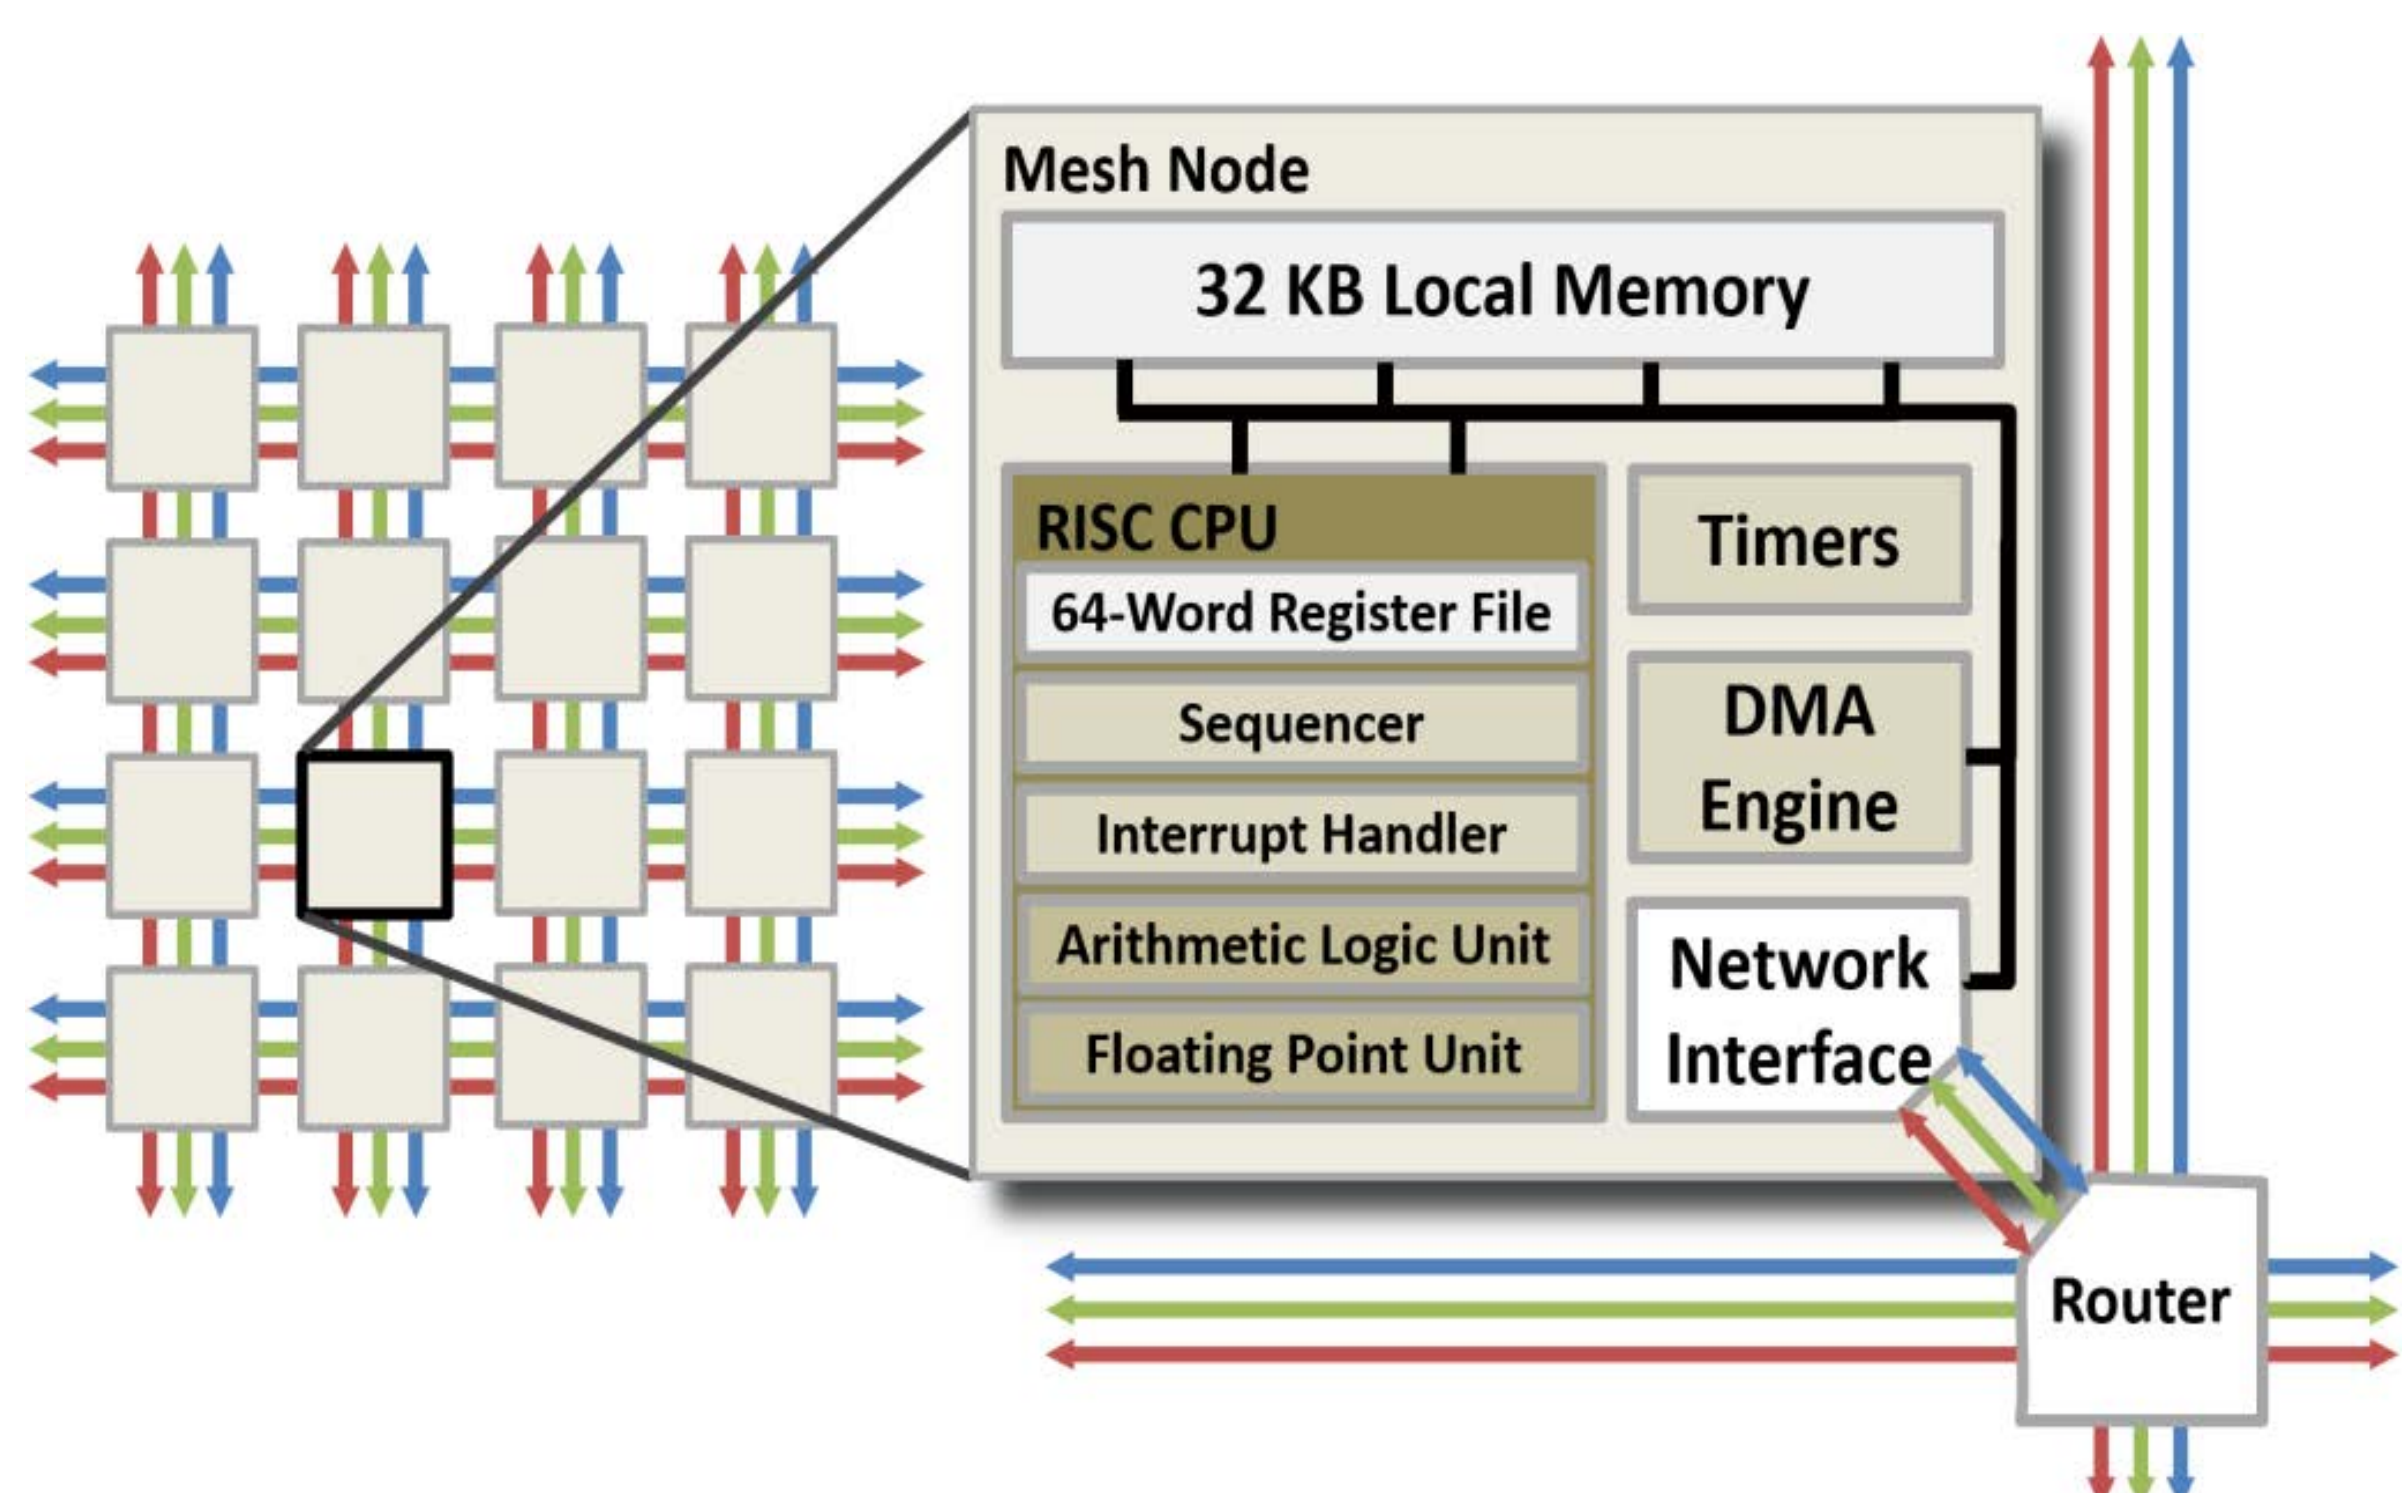 Mesh Node
32 KB Local Memory
RISC CPU
64-Word Register File
Sequencer
Interrupt Handler
Arithmetic Logic Unit
Floating Point Unit
Timers
DMA
Engine
Network
Interface
Router